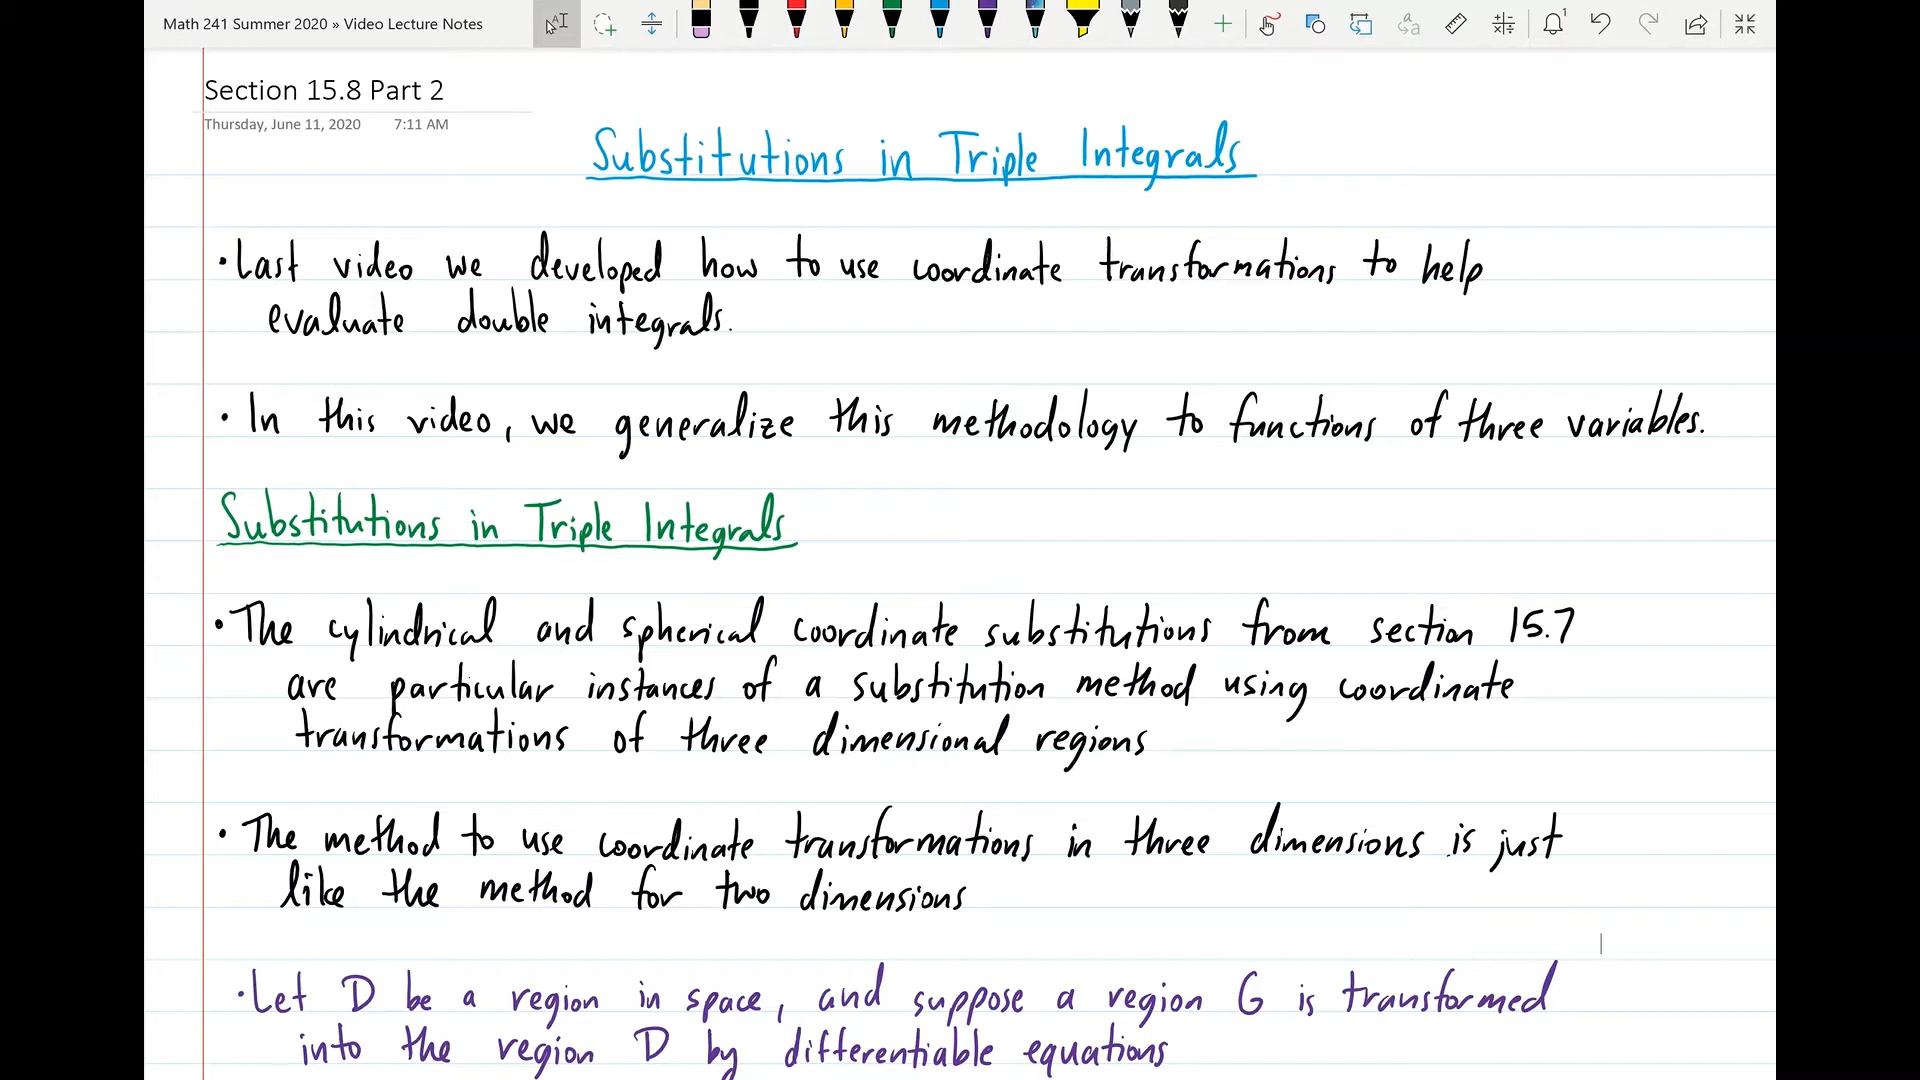 Math 241 Summer 2020 » Video Lecture Notes
Section 15.8 Part 2
Thursday, June 11, 2020 7:11 AM
Substitutions in Triple Integrals
• Last video we developed how to use coordinate transformations to help
evaluate double integrals.
• In this video, we generalize this methodology to functions of three variables.
Substitutions in Triple Integrals
• The cylindrical and spherical coordinate substitutions from section 15.7
are particular instances of a substitution method using coordinate
transformations of three dimensional regions
• The method to use coordinate transformations in three dimensions is just
like the method for two dimensions
• Let D be a region in space, and suppose a region G is transformed
into the region D by differentiable equations